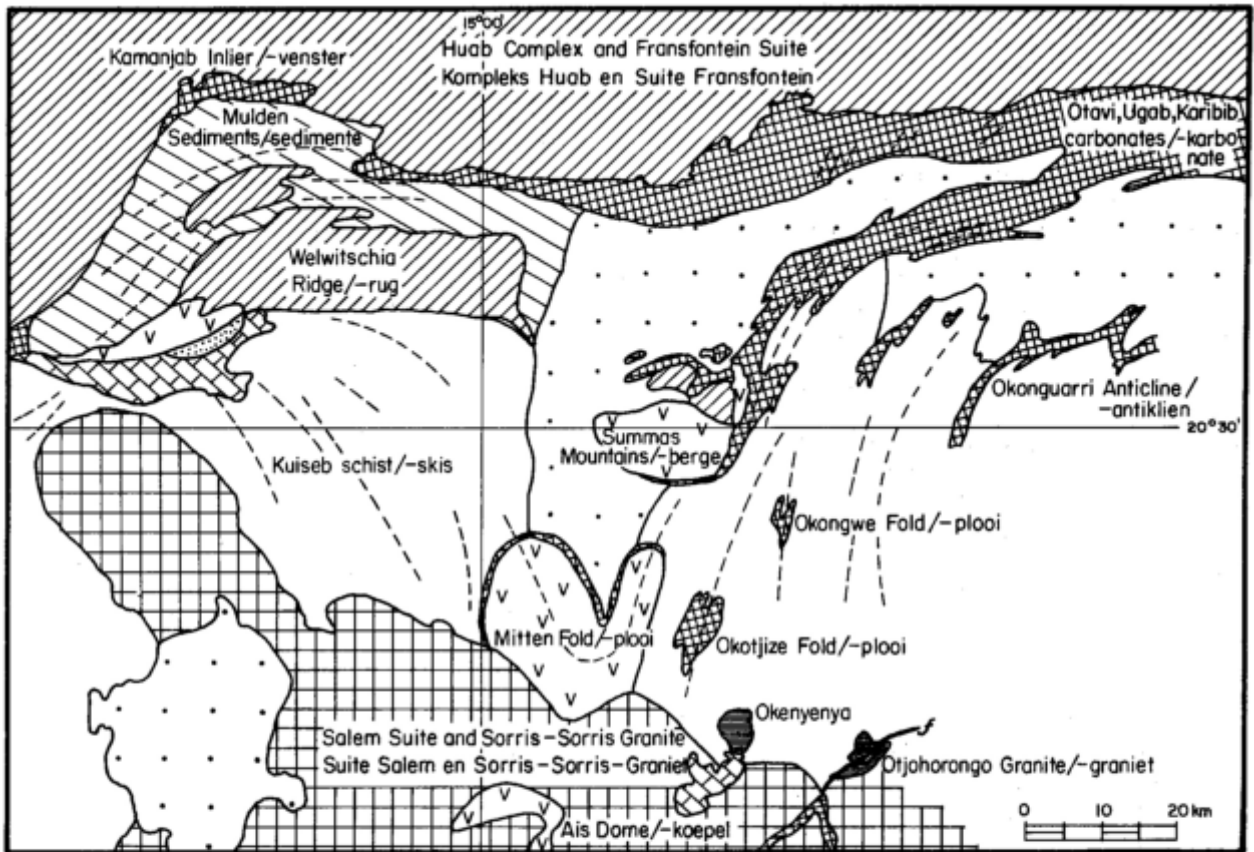 15°00'
Kamanjab Inlier/-venster
Huab Complex and Fransfontein Suite
Kompleks Huab en Suite Fransfontein
Mulden
Sediments/sedimente
Otavi, Ugab, Karibib
carbonates/-karbo
nate
Welwitschia
Ridge/-rug
Okonguarri Anticline/
-antiklien
20°30'
Summas
Mountains/-berge
Kuiseb schist/-skis
Okongwe Fold/-plooi
Mitten Fold/-plooi
Okotjize Fold/-plooi
Okenyenya
f
Salem Suite and Sorris-Sorris Granite
Suite Salem en Sorris-Sorris-Graniet
Otjohorongo Granite/-graniet
Ais Dome/-koepel
0 10 20 km